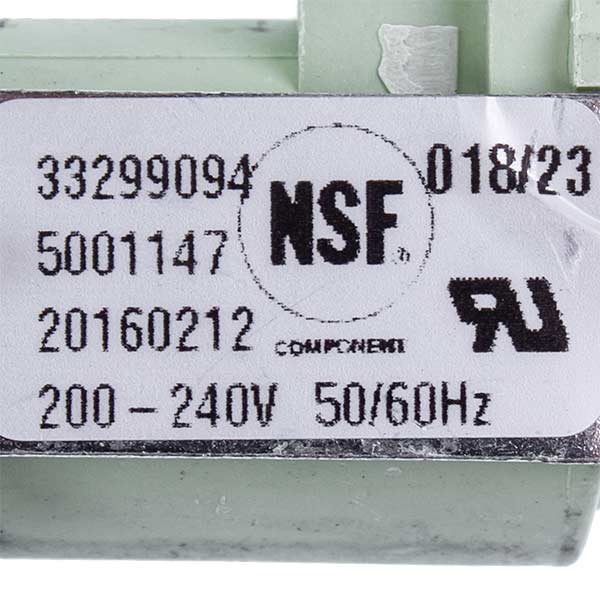 33299094 NSF 018/23
5001147
20160212 COMPONENT
200-240V 50/60Hz